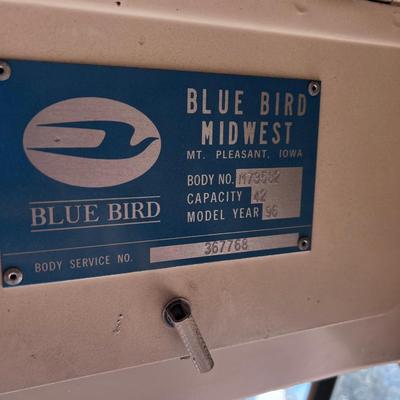 BLUE BIRD
MIDWEST
MT. PLEASANT, IOWA
BODY NO. M73582
CAPACITY 42
MODEL YEAR 96
BLUE BIRD
BODY SERVICE NO. 367768